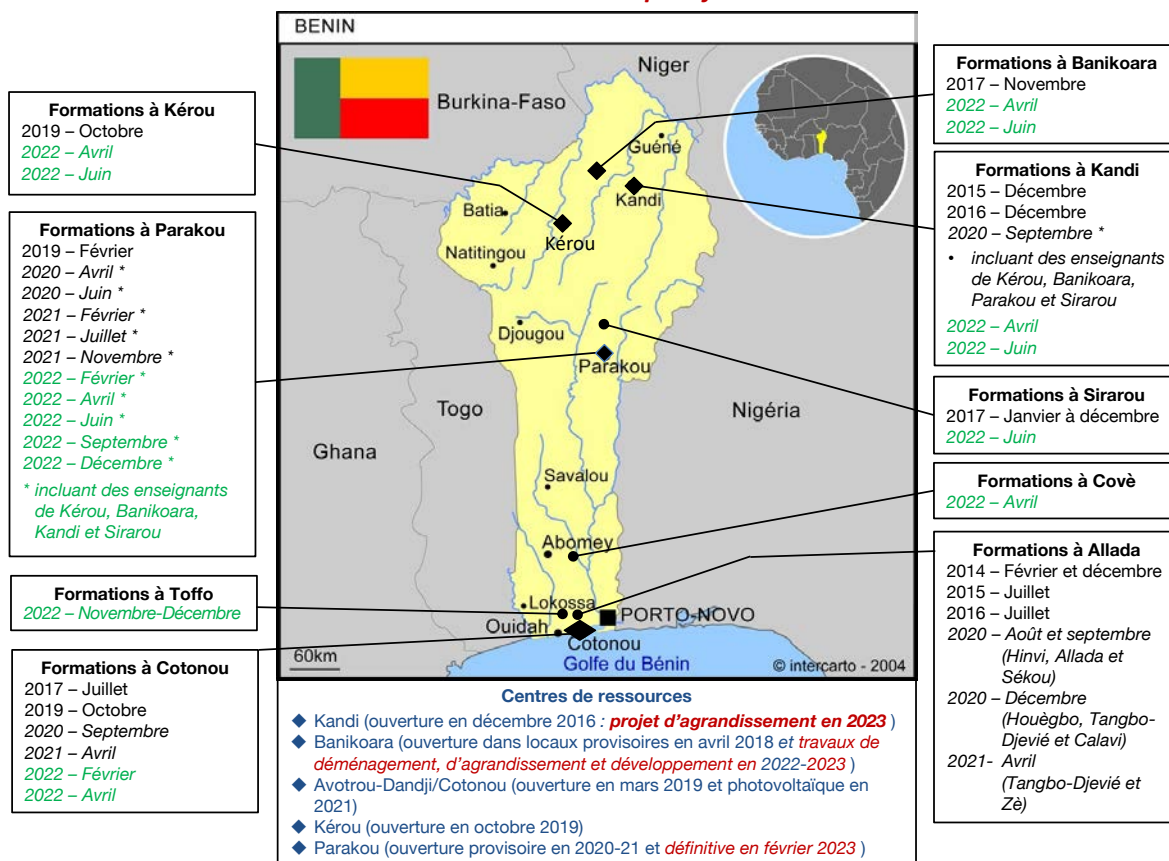 BENIN
Niger
Burkina-Faso
Guéné
Kandi
Batia
Kérou
Natitingou
Djougou
Parakou
Togo
Nigéria
Ghana
Savalou
Abomey
Lokossa
PORTO-NOVO
Ouidah
Cotonou
60km
Golfe du Bénin
© intercarto - 2004
Formations à Kérou
2019 – Octobre
2022 – Avril
2022 – Juin
Formations à Parakou
2019 – Février
2020 – Avril *
2020 – Juin *
2021 – Février *
2021 – Juillet *
2021 – Novembre *
2022 – Février *
2022 – Avril *
2022 – Juin *
2022 – Septembre *
2022 – Décembre *
* incluant des enseignants
de Kérou, Banikoara,
Kandi et Sirarou
Formations à Toffo
2022 – Novembre-Décembre
Formations à Cotonou
2017 – Juillet
2019 – Octobre
2020 – Septembre
2021 – Avril
2022 – Février
2022 – Avril
Formations à Banikoara
2017 – Novembre
2022 – Avril
2022 – Juin
Formations à Kandi
2015 – Décembre
2016 – Décembre
2020 – Septembre *
• incluant des enseignants
de Kérou, Banikoara,
Parakou et Sirarou
2022 – Avril
2022 – Juin
Formations à Sirarou
2017 – Janvier à décembre
2022 – Juin
Formations à Covè
2022 – Avril
Formations à Allada
2014 – Février et décembre
2015 – Juillet
2016 – Juillet
2020 – Août et septembre
(Hinvi, Allada et
Sékou)
2020 – Décembre
(Houègbo, Tangbo-
Djevié et Calavi)
2021- Avril
(Tangbo-Djevié et
Zè)
Centres de ressources
◆ Kandi (ouverture en décembre 2016 : projet d'agrandissement en 2023 )
◆ Banikoara (ouverture dans locaux provisoires en avril 2018 et travaux de
déménagement, d'agrandissement et développement en 2022-2023 )
◆ Avotrou-Dandji/Cotonou (ouverture en mars 2019 et photovoltaïque en
2021)
◆ Kérou (ouverture en octobre 2019)
◆ Parakou (ouverture provisoire en 2020-21 et définitive en février 2023 )